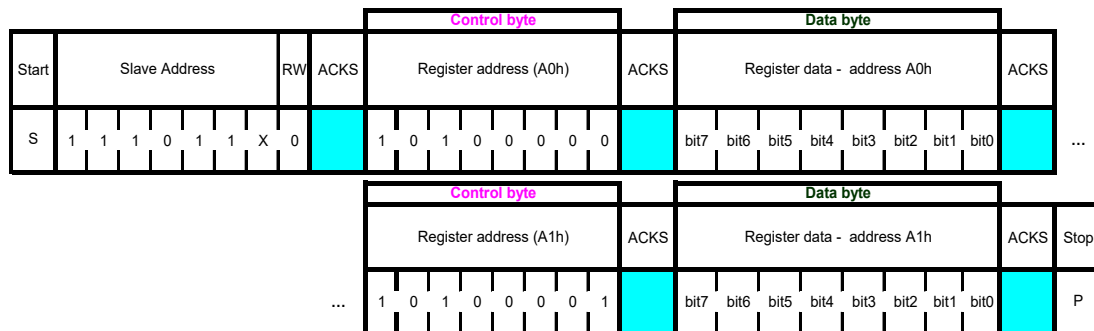 Control byte Data byte
Start Slave Address RW ACKS Register address (A0h) ACKS Register data - address A0h ACKS
S 1 1 1 0 1 1 X 0 1 0 1 0 0 0 0 0 bit7 bit6 bit5 bit4 bit3 bit2 bit1 bit0 ...
Control byte Data byte
Register address (A1h) ACKS Register data - address A1h ACKS Stop
... 1 0 1 0 0 0 0 1 bit7 bit6 bit5 bit4 bit3 bit2 bit1 bit0 P